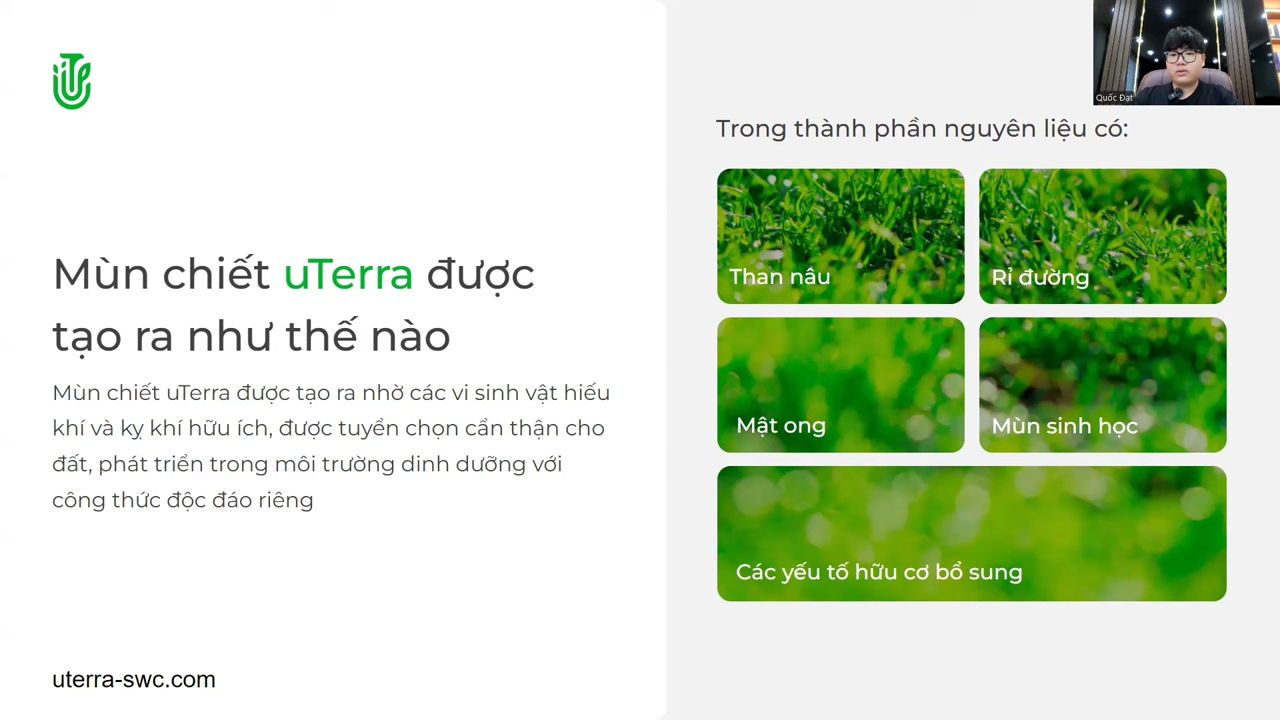 Quốc Đạt
Trong thành phần nguyên liệu có:
Than nâu
Rỉ đường
Mùn chiết uTerra được
tạo ra như thế nào
Mùn chiết uTerra được tạo ra nhờ các vi sinh vật hiếu
khí và kỵ khí hữu ích, được tuyển chọn cẩn thận cho
đất, phát triển trong môi trường dinh dưỡng với
công thức độc đáo riêng
Mật ong
Mùn sinh học
Các yếu tố hữu cơ bổ sung
uterra-swc.com